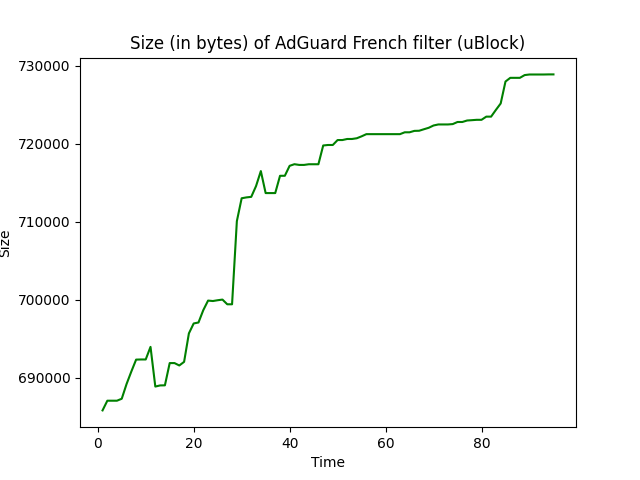 Size (in bytes) of AdGuard French filter (uBlock)
730000
720000
710000
700000
690000
Size
0 20 40 60 80
Time